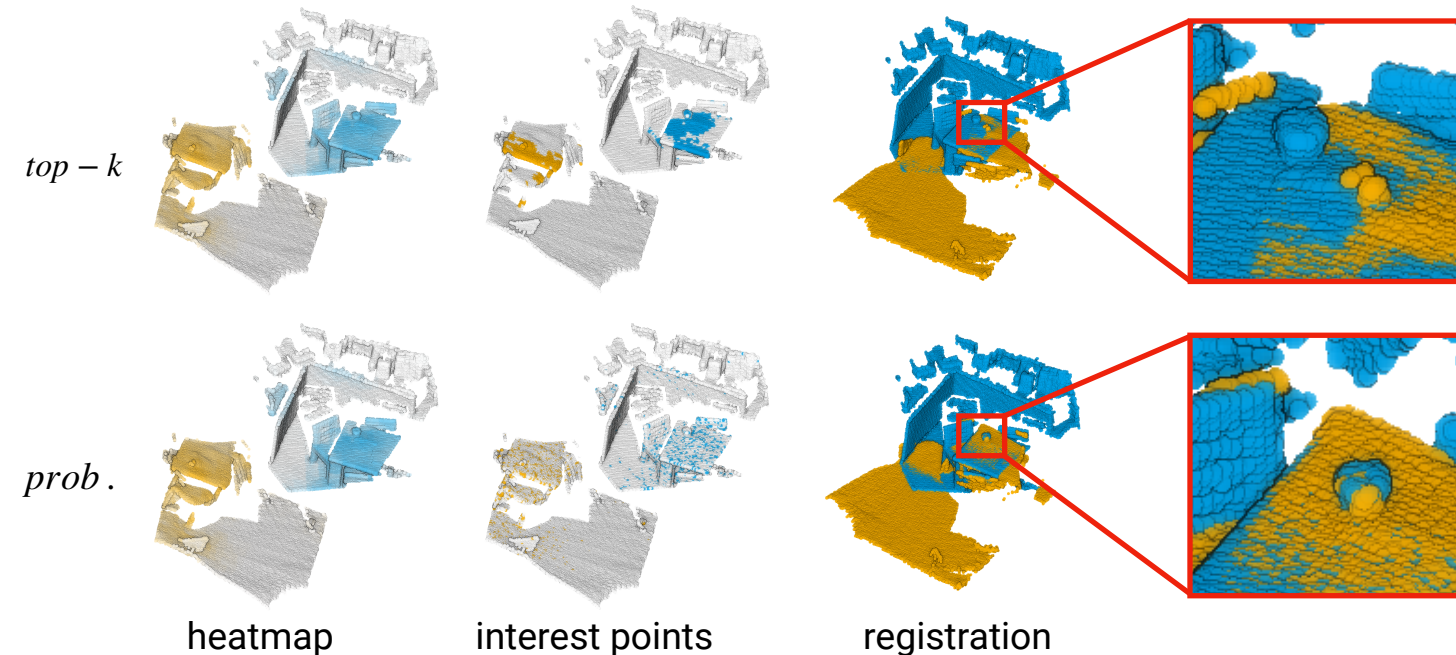 top – k
prob .
heatmap
interest points
registration